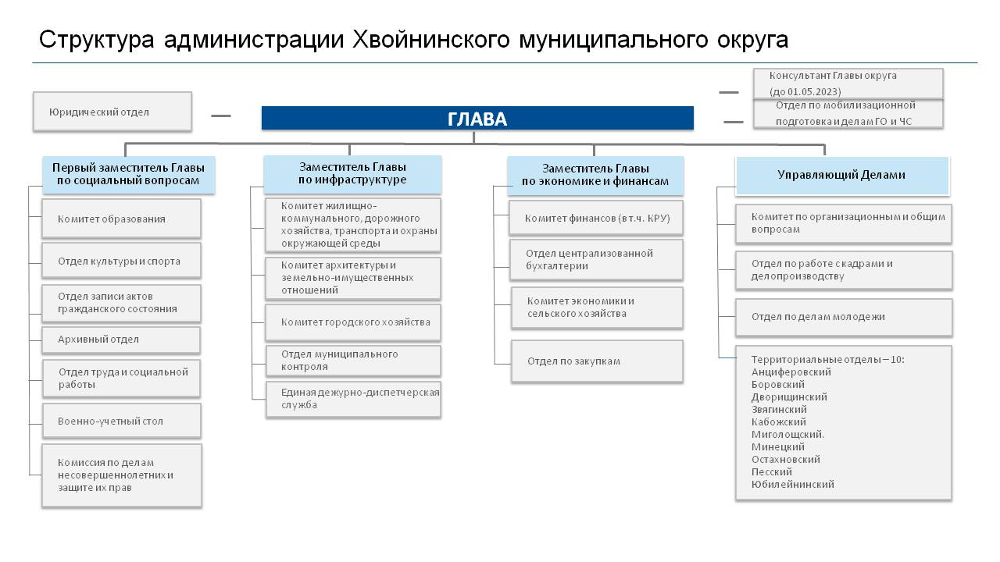 Структура администрации Хвойнинского муниципального округа
Консультант Главы округа
(до 01.05.2023)
Отдел по мобилизационной
подготовка и делам ГО и ЧС
Юридический отдел
ГЛАВА
Первый заместитель Главы
по социальный вопросам
Комитет образования
Отдел культуры и спорта
Отдел записи актов
гражданского состояния
Архивный отдел
Отдел труда и социальной
работы
Военно-учетный стол
Комиссия по делам
несовершеннолетних и
защите их прав
Заместитель Главы
по инфраструктуре
Комитет жилищно-
коммунального, дорожного
хозяйства, транспорта и охраны
окружающей среды
Комитет архитектуры и
земельно-имущественных
отношений
Комитет городского хозяйства
Отдел муниципального
контроля
Единая дежурно-диспетчерская
служба
Заместитель Главы
по экономике и финансам
Комитет финансов (в т.ч. КРУ)
Отдел централизованной
бухгалтерии
Комитет экономики и
сельского хозяйства
Отдел по закупкам
Управляющий Делами
Комитет по организационным и общим
вопросам
Отдел по работе с кадрами и
делопроизводству
Отдел по делам молодежи
Территориальные отделы – 10:
Анциферовский
Боровский
Дворищинский
Звягинский
Кабожский
Миголощский.
Минецкий
Остахновский
Песский
Юбилейнинский